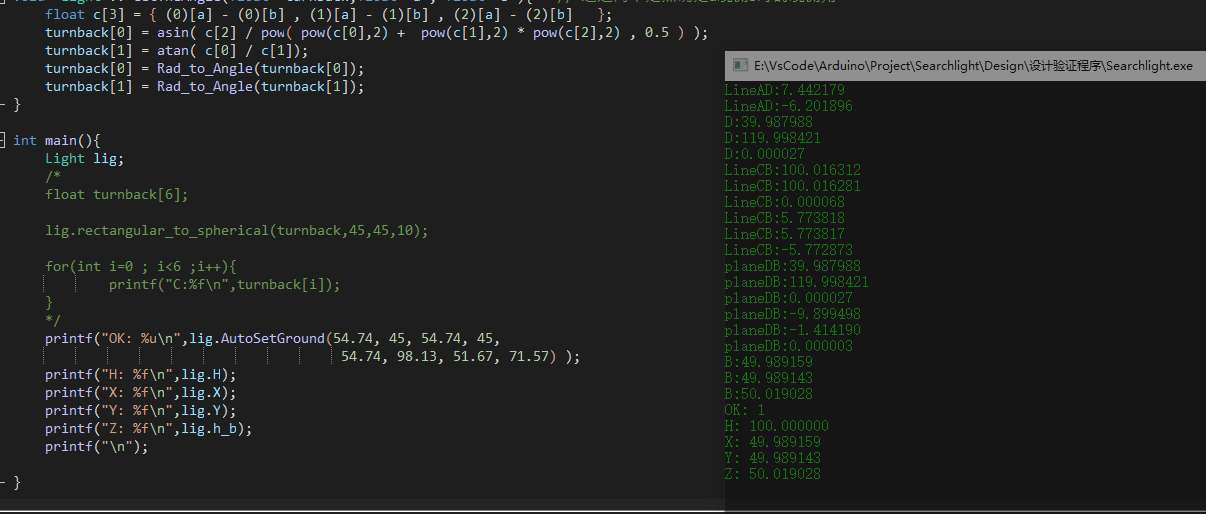 float c[3] = { (0)[a] - (0)[b] , (1)[a] - (1)[b] , (2)[a] - (2)[b]   };
turnback[0] = asin( c[2] / pow( pow(c[0],2) +  pow(c[1],2) * pow(c[2],2) , 0.5 ) );
turnback[1] = atan( c[0] / c[1]);
turnback[0] = Rad_to_Angle(turnback[0]);
turnback[1] = Rad_to_Angle(turnback[1]);
}
int main(){
Light lig;
/*
float turnback[6];
lig.rectangular_to_spherical(turnback,45,45,10);
for(int i=0 ; i<6 ;i++){
printf("C:%f\n",turnback[i]);
}
*/
printf("OK: %u\n",lig.AutoSetGround(54.74, 45, 54.74, 45,
54.74, 98.13, 51.67, 71.57) );
printf("H: %f\n",lig.H);
printf("X: %f\n",lig.X);
printf("Y: %f\n",lig.Y);
printf("Z: %f\n",lig.h_b);
printf("\n");
}
E:\VsCode\Arduino\Project\Searchlight\Design\设计验证程序\Searchlight.exe
LineAD:7.442179
LineAD:-6.201896
D:39.987988
D:119.998421
D:0.000027
LineCB:100.016312
LineCB:100.016281
LineCB:0.000068
LineCB:5.773818
LineCB:5.773817
LineCB:-5.772873
planeDB:39.987988
planeDB:119.998421
planeDB:0.000027
planeDB:-9.899498
planeDB:-1.414190
planeDB:0.000003
B:49.989159
B:49.989143
B:50.019028
OK: 1
H: 100.000000
X: 49.989159
Y: 49.989143
Z: 50.019028